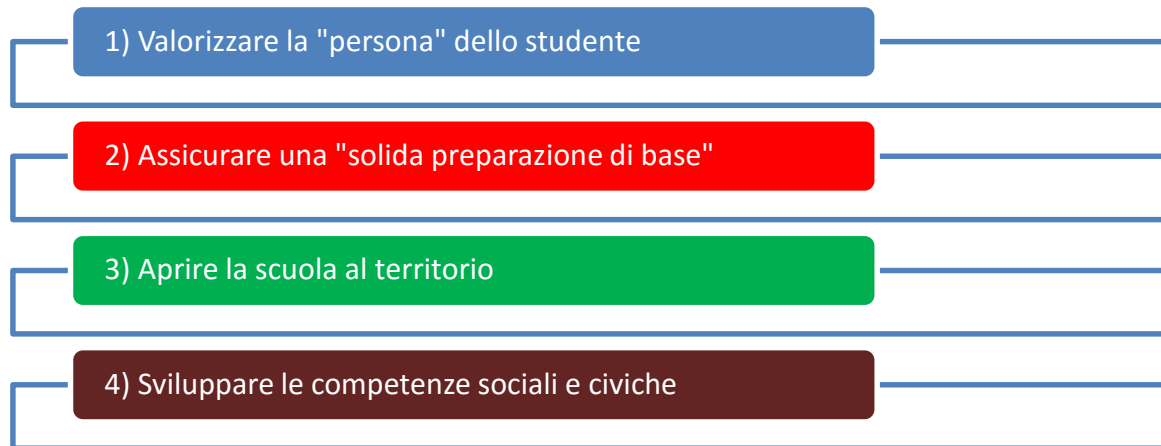 1) Valorizzare la "persona" dello studente
2) Assicurare una "solida preparazione di base"
3) Aprire la scuola al territorio
4) Sviluppare le competenze sociali e civiche